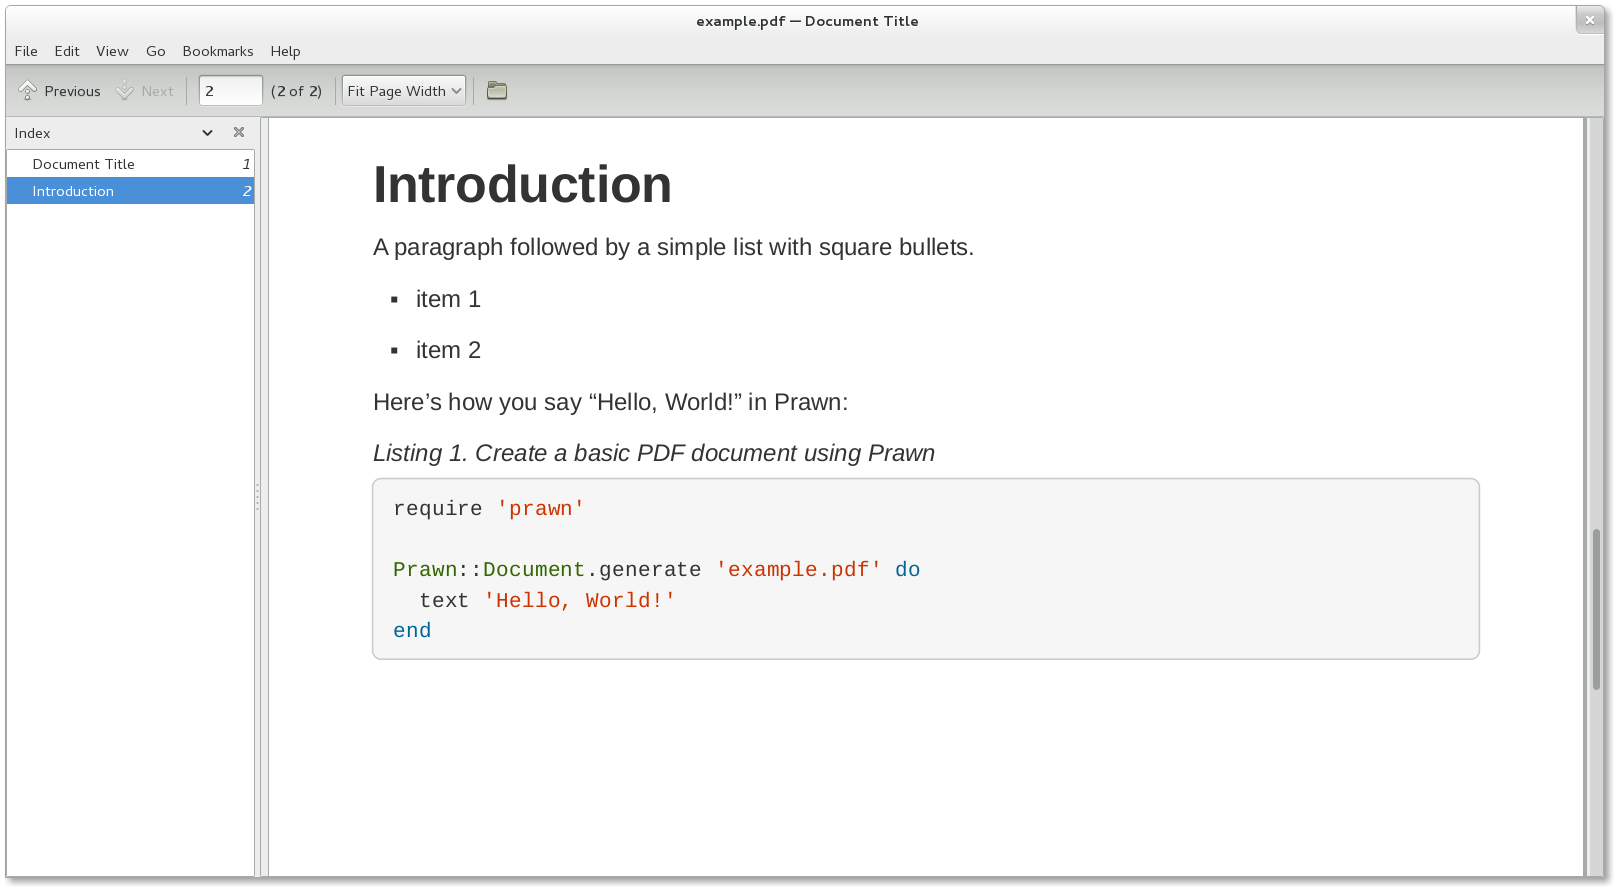 example.pdf — Document Title
File Edit View Go Bookmarks Help
Previous Next 2 (2 of 2) Fit Page Width
Index
Document Title 1
Introduction 2
Introduction
A paragraph followed by a simple list with square bullets.
▪ item 1
▪ item 2
Here’s how you say “Hello, World!” in Prawn:
Listing 1. Create a basic PDF document using Prawn
require 'prawn'
Prawn::Document.generate 'example.pdf' do
  text 'Hello, World!'
end